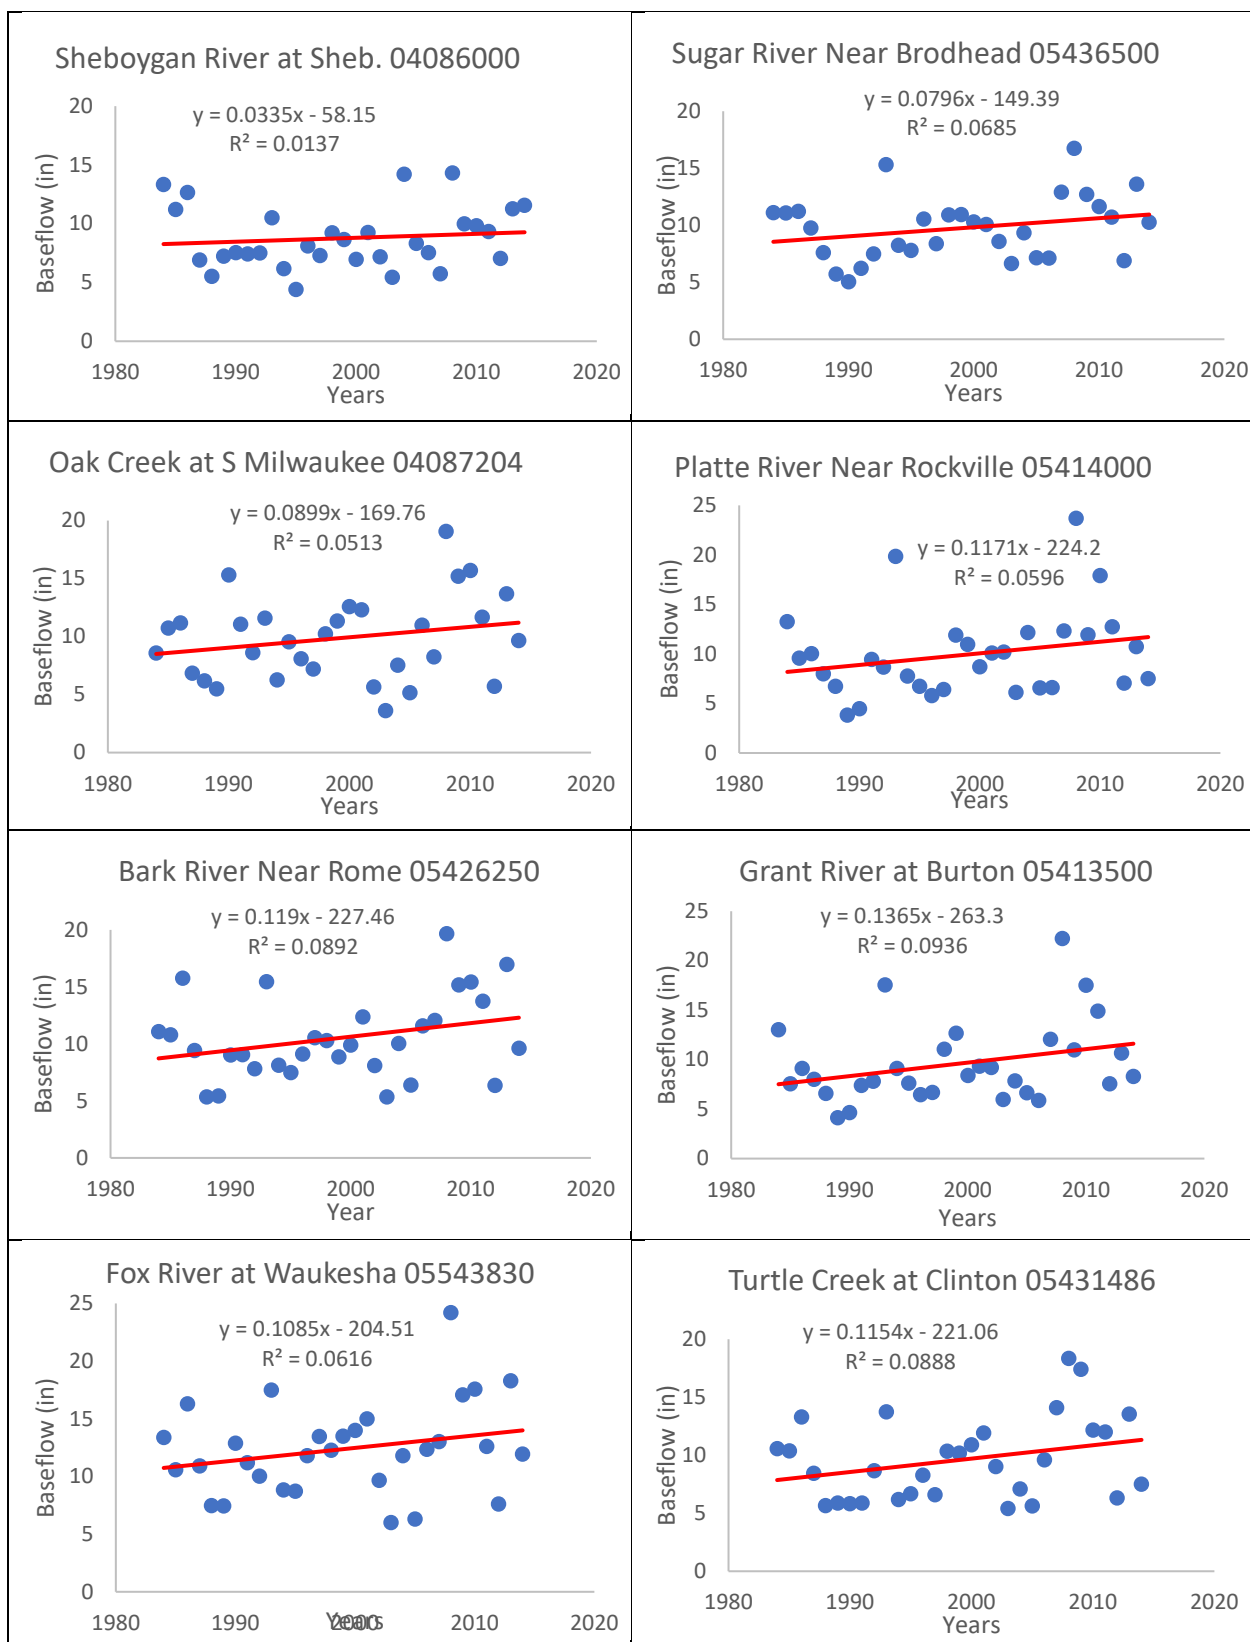 Sheboygan River at Sheb. 04086000
y = 0.0335x - 58.15
R² = 0.0137
Baseflow (in)
20
15
10
5
0
1980 1990 2000 2010 2020
Years
Sugar River Near Brodhead 05436500
y = 0.0796x - 149.39
R² = 0.0685
Baseflow (in)
20
15
10
5
0
1980 1990 2000 2010 2020
Years
Oak Creek at S Milwaukee 04087204
y = 0.0899x - 169.76
R² = 0.0513
Baseflow (in)
20
15
10
5
0
1980 1990 2000 2010 2020
Years
Platte River Near Rockville 05414000
y = 0.1171x - 224.2
R² = 0.0596
Baseflow (in)
25
20
15
10
5
0
1980 1990 2000 2010 2020
Years
Bark River Near Rome 05426250
y = 0.119x - 227.46
R² = 0.0892
Baseflow (in)
20
15
10
5
0
1980 1990 2000 2010 2020
Year
Grant River at Burton 05413500
y = 0.1365x - 263.3
R² = 0.0936
Baseflow (in)
25
20
15
10
5
0
1980 1990 2000 2010 2020
Years
Fox River at Waukesha 05543830
y = 0.1085x - 204.51
R² = 0.0616
Baseflow (in)
25
20
15
10
5
0
1980 1990 2000 2010 2020
Years
Turtle Creek at Clinton 05431486
y = 0.1154x - 221.06
R² = 0.0888
Baseflow (in)
20
15
10
5
0
1980 1990 2000 2010 2020
Years